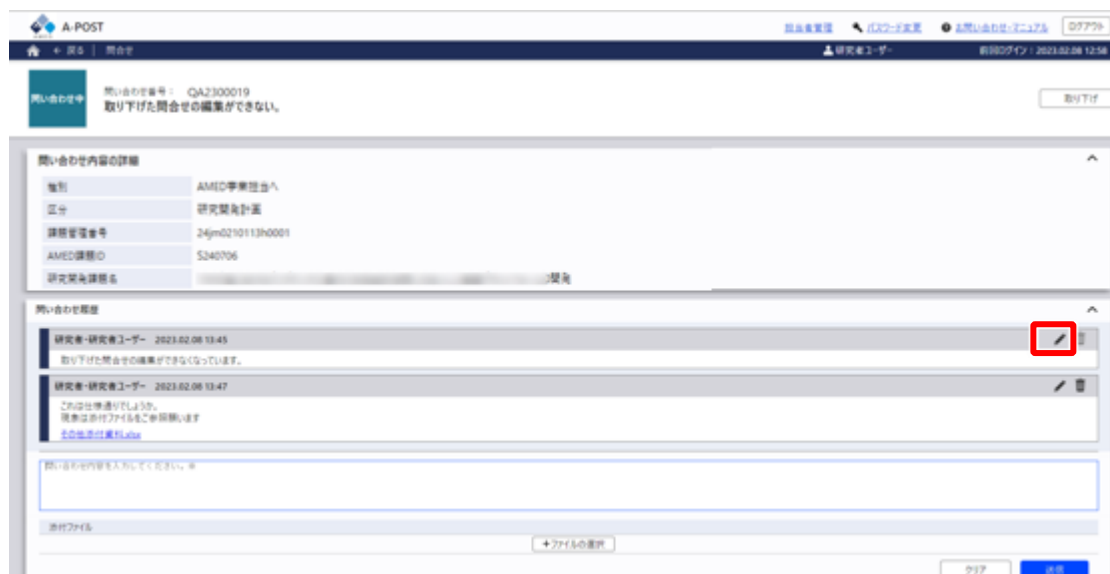 A-POST
担当者管理 パスワード変更 お問い合わせ・マニュアル ログアウト
戻る | 問合せ 研究者ユーザー 前回ログイン：2023.02.08 12:58
問い合わせ中
問い合わせ番号： QA2300019
取り下げた問合せの編集ができない。
取り下げ
問い合わせ内容の詳細
種別 AMED事業担当へ
区分 研究開発計画
課題管理番号 24jm0210113h0001
AMED課題ID S240706
研究開発課題名 開発
問い合わせ履歴
研究者-研究者ユーザー 2023.02.08 13:45
取り下げた問合せの編集ができなくなっています。
研究者-研究者ユーザー 2023.02.08 13:47
これは仕様通りでしょうか。
現象は添付ファイルをご参照願います
その他添付資料.xlsx
問い合わせ内容を入力してください。※
添付ファイル
+ファイルの選択
クリア 送信